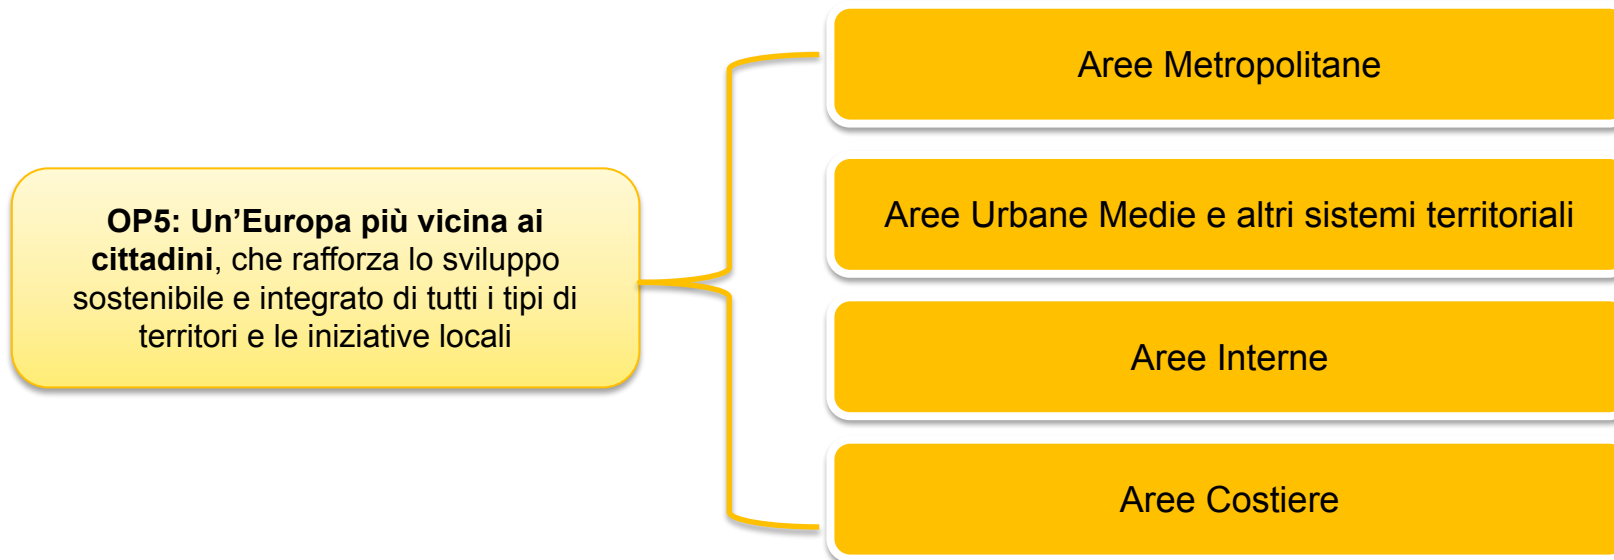 OP5: Un’Europa più vicina ai
cittadini, che rafforza lo sviluppo
sostenibile e integrato di tutti i tipi di
territori e le iniziative locali
Aree Metropolitane
Aree Urbane Medie e altri sistemi territoriali
Aree Interne
Aree Costiere